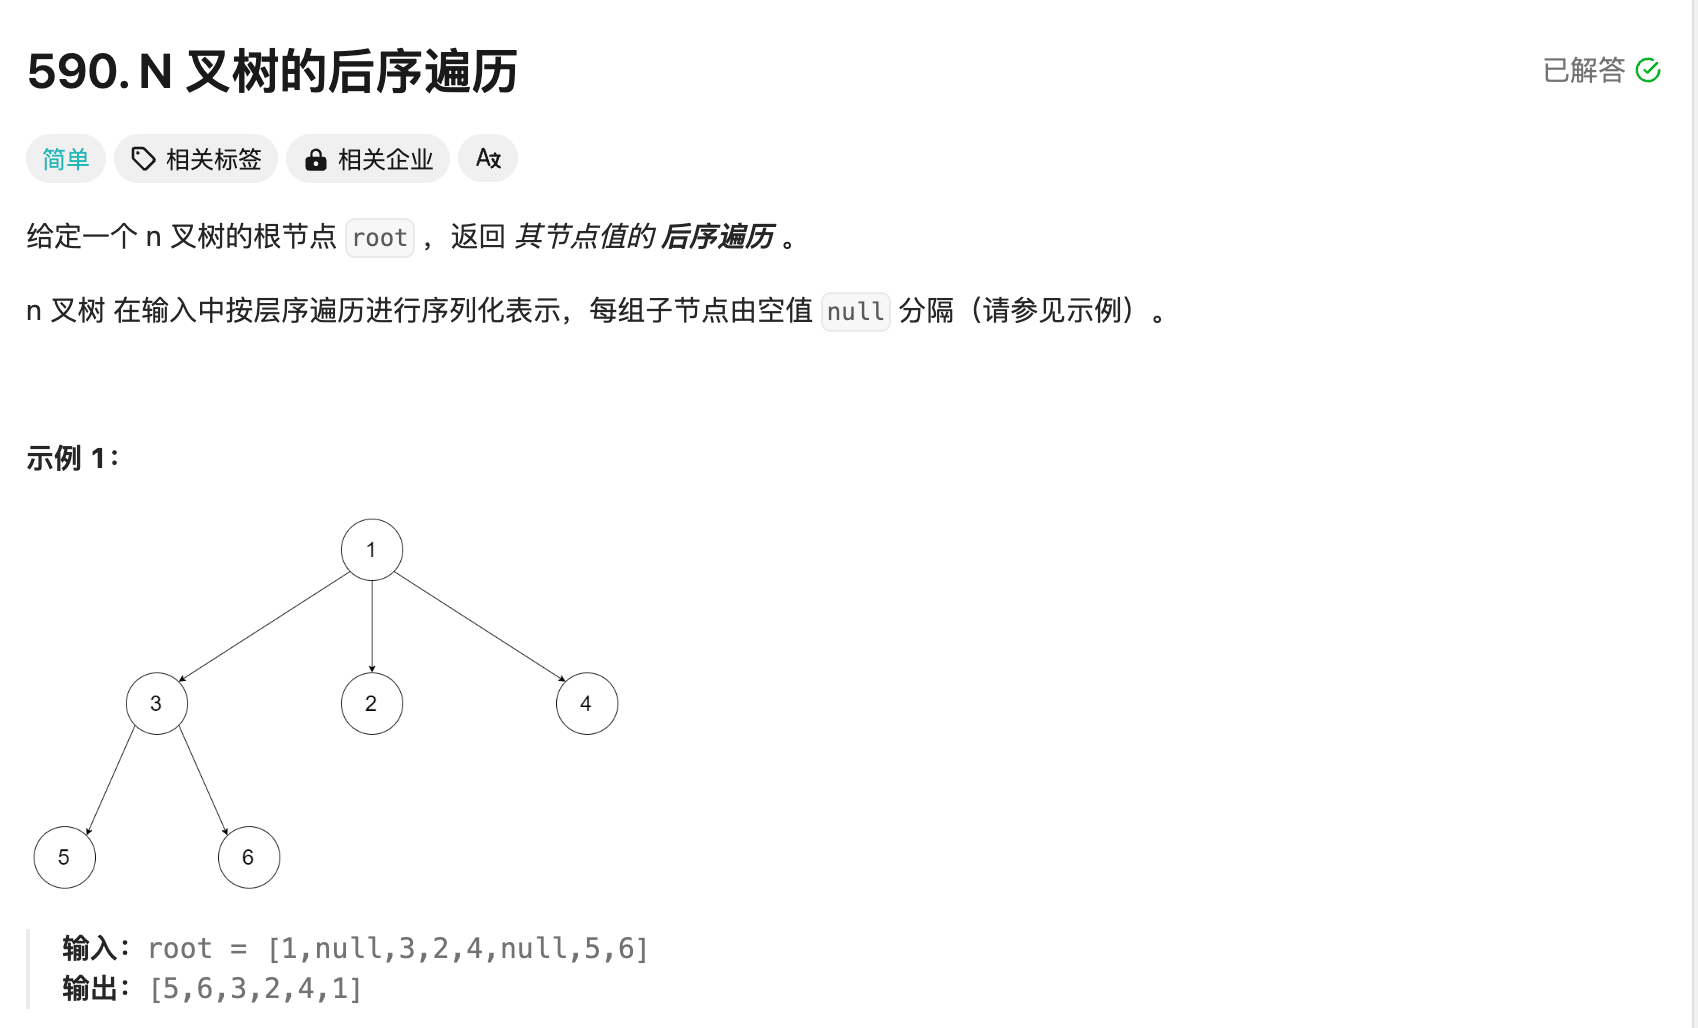 590. N 叉树的后序遍历
已解答
简单 相关标签 相关企业
给定一个 n 叉树的根节点 root ，返回 其节点值的 后序遍历 。
n 叉树 在输入中按层序遍历进行序列化表示，每组子节点由空值 null 分隔（请参见示例）。
示例 1：
1
3 2 4
5 6
输入：root = [1,null,3,2,4,null,5,6]
输出：[5,6,3,2,4,1]